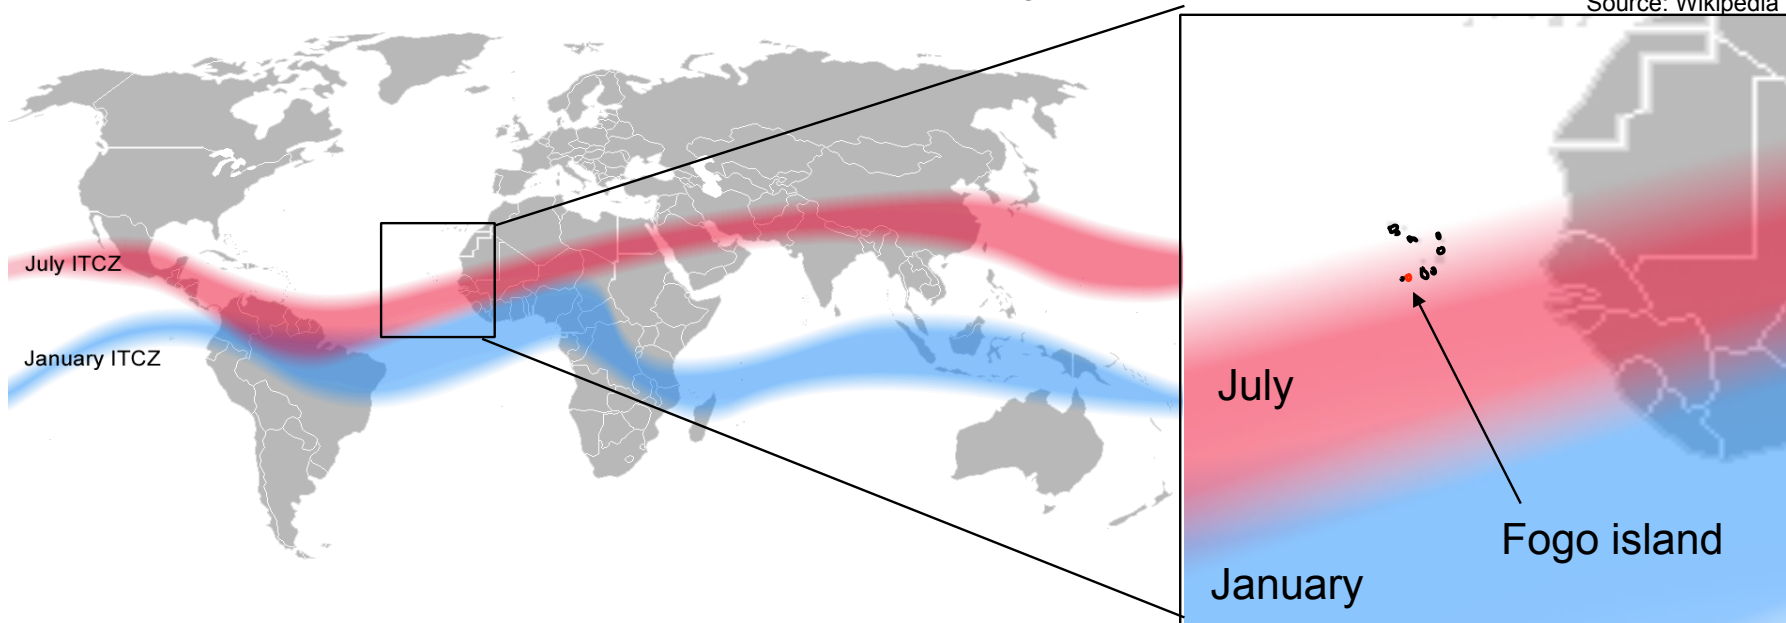 Source: Wikipedia
July ITCZ
January ITCZ
July
Fogo island
January